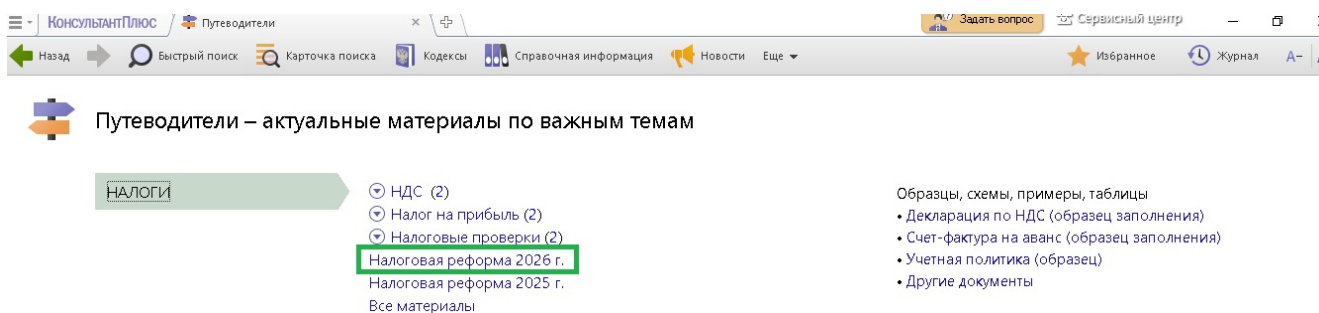 КонсультантПлюс Путеводители Задать вопрос Сервисный центр
Назад Быстрый поиск Карточка поиска Кодексы Справочная информация Новости Еще Избранное Журнал A-
Путеводители – актуальные материалы по важным темам
НАЛОГИ
НДС (2)
Налог на прибыль (2)
Налоговые проверки (2)
Налоговая реформа 2026 г.
Налоговая реформа 2025 г.
Все материалы
Образцы, схемы, примеры, таблицы
• Декларация по НДС (образец заполнения)
• Счет-фактура на аванс (образец заполнения)
• Учетная политика (образец)
• Другие документы